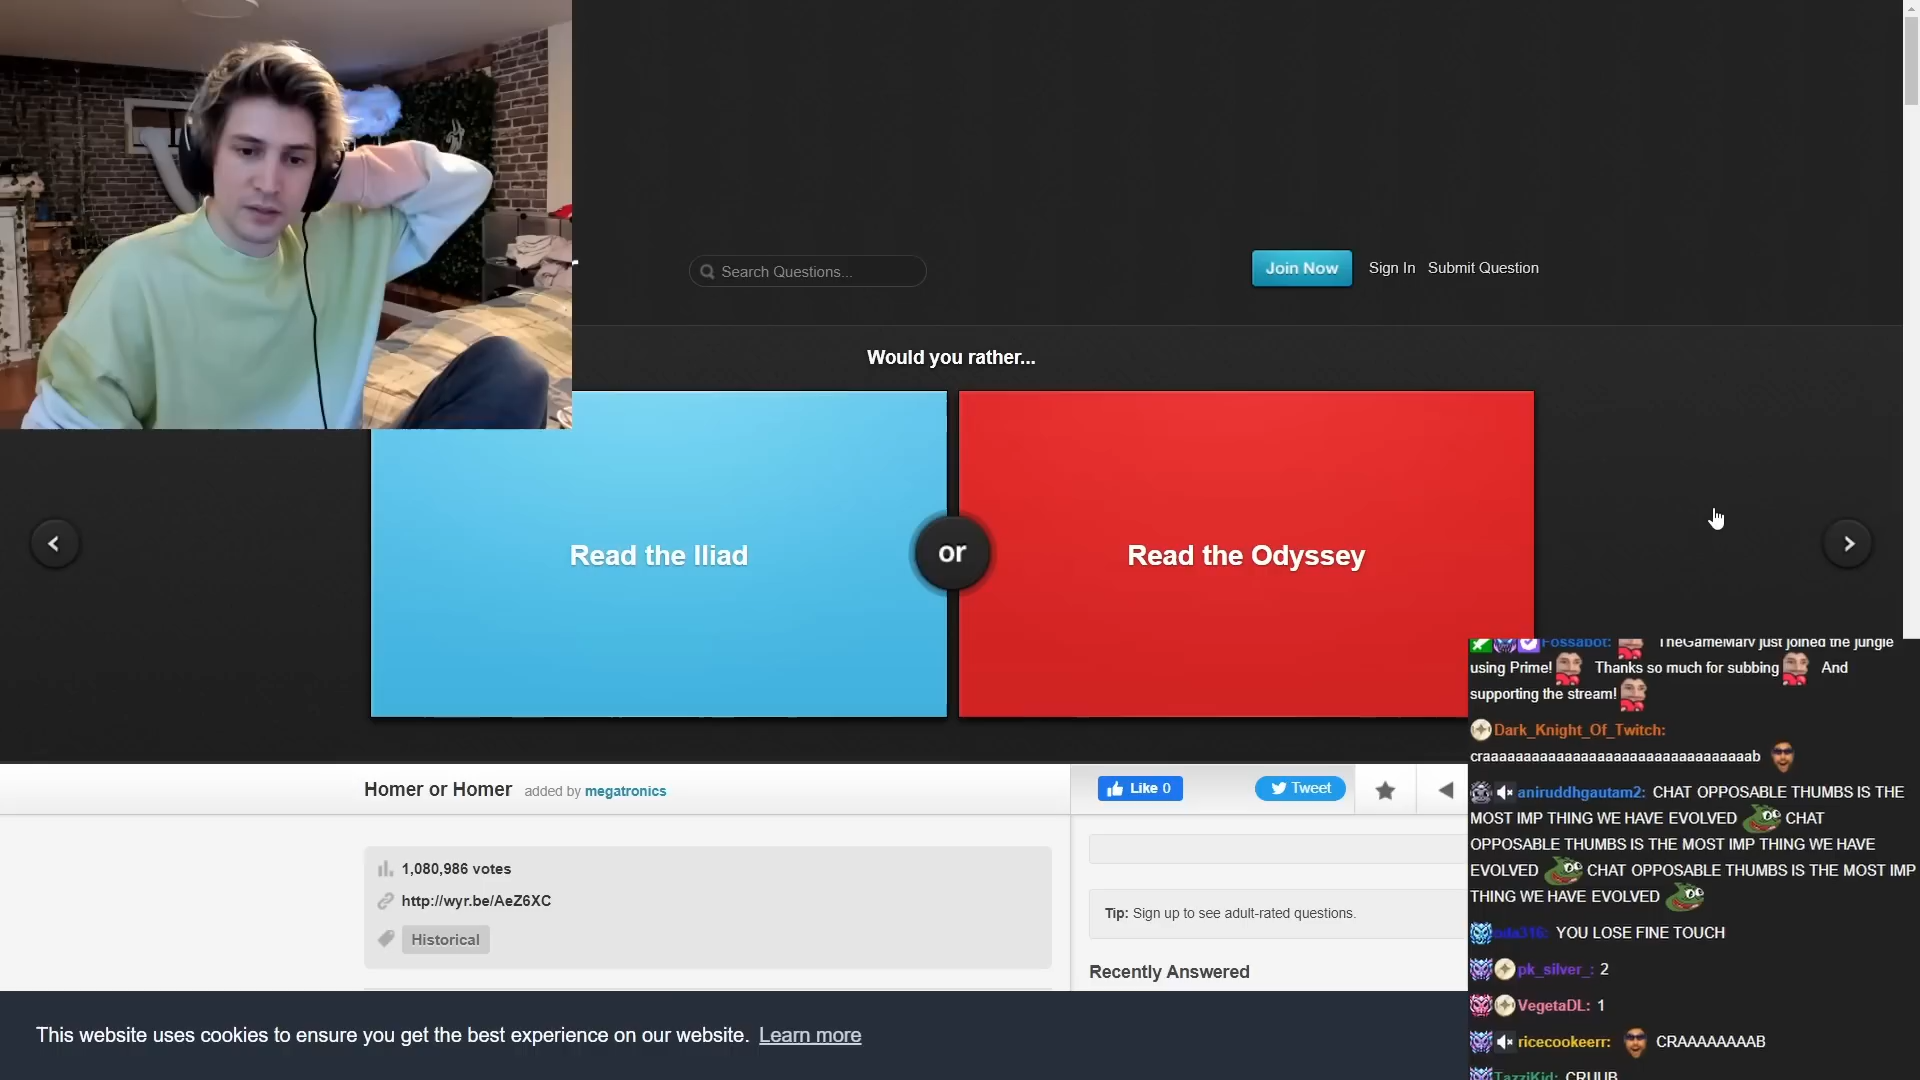 Search Questions...
Join Now
Sign In
Submit Question
Would you rather...
Read the Iliad
or
Read the Odyssey
Homer or Homer added by megatronics
Like 0
Tweet
1,080,986 votes
http://wyr.be/AeZ6XC
Historical
Tip: Sign up to see adult-rated questions.
Recently Answered
This website uses cookies to ensure you get the best experience on our website. Learn more
Fossabot: TheGameMarv just joined the jungle
using Prime! Thanks so much for subbing And
supporting the stream!
Dark_Knight_Of_Twitch:
craaaaaaaaaaaaaaaaaaaaaaaaaaaaaaaab
aniruddhgautam2: CHAT OPPOSABLE THUMBS IS THE
MOST IMP THING WE HAVE EVOLVED CHAT
OPPOSABLE THUMBS IS THE MOST IMP THING WE HAVE
EVOLVED CHAT OPPOSABLE THUMBS IS THE MOST IMP
THING WE HAVE EVOLVED
YOU LOSE FINE TOUCH
pk_silver_: 2
VegetaDL: 1
ricecookeerr: CRAAAAAAAAB
TazziKid: CRUUB